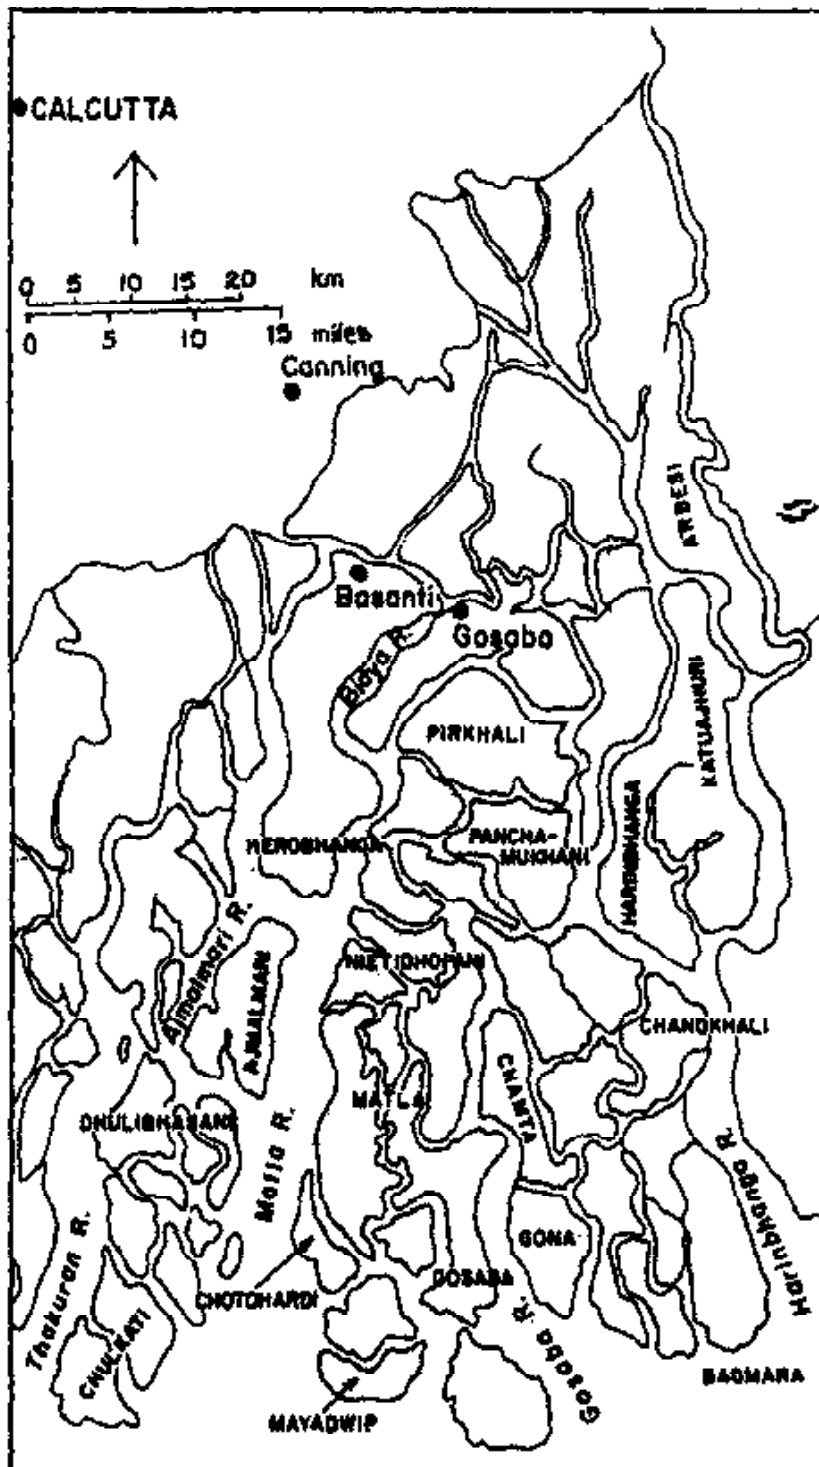 CALCUTTA
0 5 10 15 20 km
0 5 10 15 miles
Canning
ARBESI
Basanti
Gosaba
Bidya R.
PIRKHALI
KATUAJHURI
HEROBHANGA
PANCHA-
MUKHANI
HARINBHANGA
Ajmalmari R.
AJMALMARI
NETIDHOPANI
CHANDKHALI
MATLA
CHAMTA
DHULIBHASANI
Matla R.
Harinbhanga R.
Thakuran R.
GONA
CHOTOHARDI
GOSABA
Gosaba R.
CHULKATI
BAGMARA
MAYADWIP